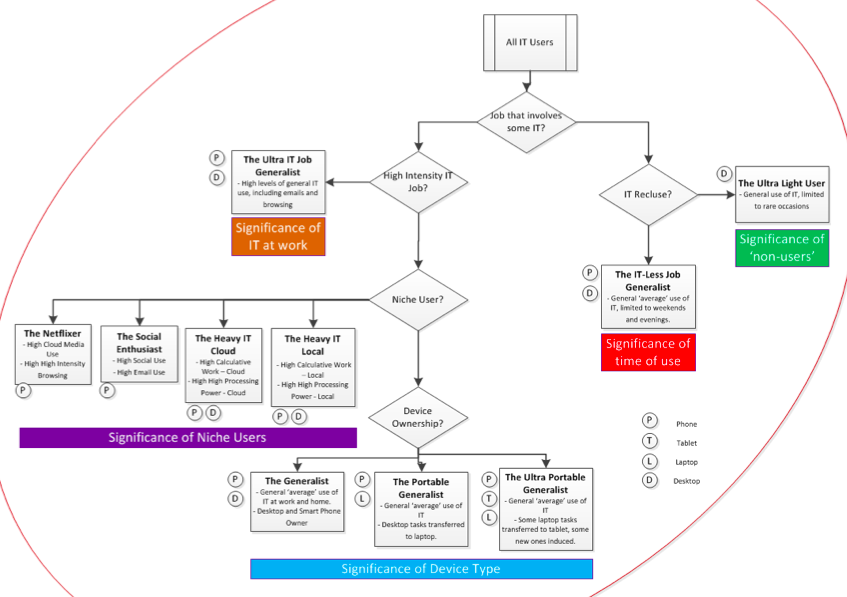 All IT Users
Job that involves
some IT?
P
D
The Ultra IT Job
Generalist
- High levels of general IT
use, including emails and
browsing
Significance of
IT at work
High Intensity IT
Job?
IT Recluse?
D
The Ultra Light User
- General use of IT, limited
to rare occasions
Significance of
‘non-users’
P
D
The IT-Less Job
Generalist
- General ‘average’ use of
IT, limited to weekends
and evenings.
Significance of
time of use
Niche User?
The Netflixer
- High Cloud Media
Use
- High High Intensity
Browsing
P
The Social
Enthusiast
- High Social Use
- High Email Use
P
The Heavy IT
Cloud
- High Calculative
Work – Cloud
- High High Processing
Power - Cloud
P D
The Heavy IT
Local
- High Calculative Work
– Local
- High High Processing
Power - Local
P D
Significance of Niche Users
Device
Ownership?
P Phone
T Tablet
L Laptop
D Desktop
P
D
The Generalist
- General ‘average’ use of
IT at work and home.
- Desktop and Smart Phone
Owner
P
L
The Portable
Generalist
- General ‘average’ use of
IT
- Desktop tasks transferred
to laptop.
P
T
L
The Ultra Portable
Generalist
- General ‘average’ use of
IT
- Some laptop tasks
transferred to tablet, some
new ones induced.
Significance of Device Type